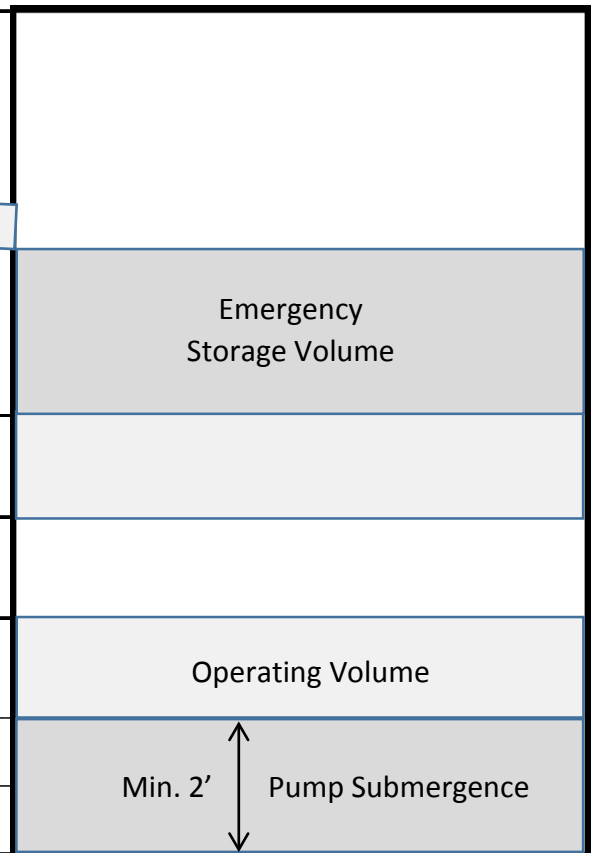 Emergency
Storage Volume
Operating Volume
Min. 2’ Pump Submergence